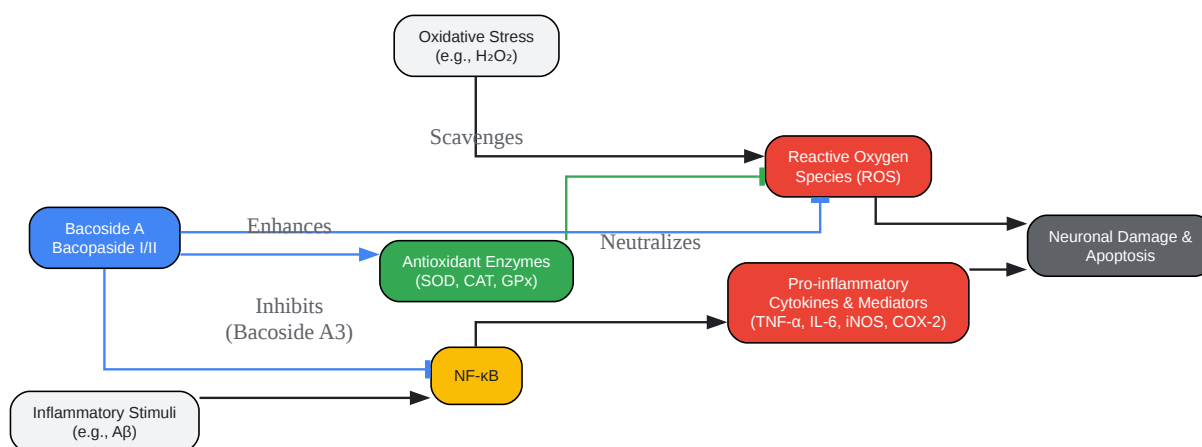 Oxidative Stress
(e.g., H₂O₂)
Scavenges
Reactive Oxygen
Species (ROS)
Bacoside A
Bacopaside I/II
Enhances
Neutralizes
Neuronal Damage &
Apoptosis
Antioxidant Enzymes
(SOD, CAT, GPx)
Pro-inflammatory
Cytokines & Mediators
(TNF-α, IL-6, iNOS, COX-2)
Inhibits
(Bacoside A3)
NF-κB
Inflammatory Stimuli
(e.g., Aβ)